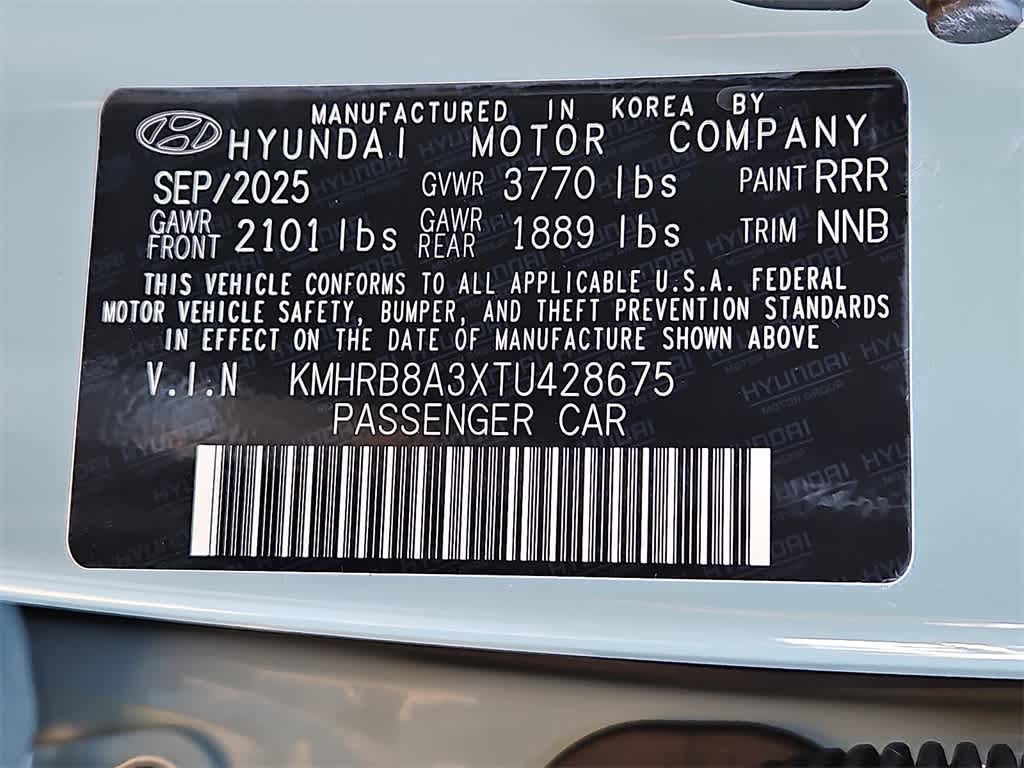 MANUFACTURED IN KOREA BY
HYUNDAI MOTOR COMPANY
SEP/2025 GVWR 3770 lbs PAINT RRR
GAWR FRONT 2101 lbs GAWR REAR 1889 lbs TRIM NNB
THIS VEHICLE CONFORMS TO ALL APPLICABLE U.S.A. FEDERAL
MOTOR VEHICLE SAFETY, BUMPER, AND THEFT PREVENTION STANDARDS
IN EFFECT ON THE DATE OF MANUFACTURE SHOWN ABOVE
V.I.N KMHRB8A3XTU428675
PASSENGER CAR